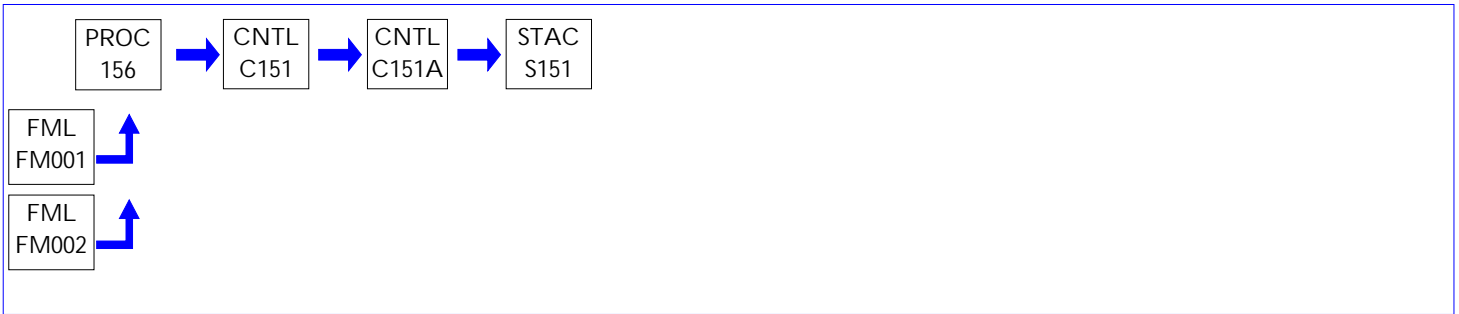 PROC
156
CNTL
C151
CNTL
C151A
STAC
S151
FML
FM001
FML
FM002